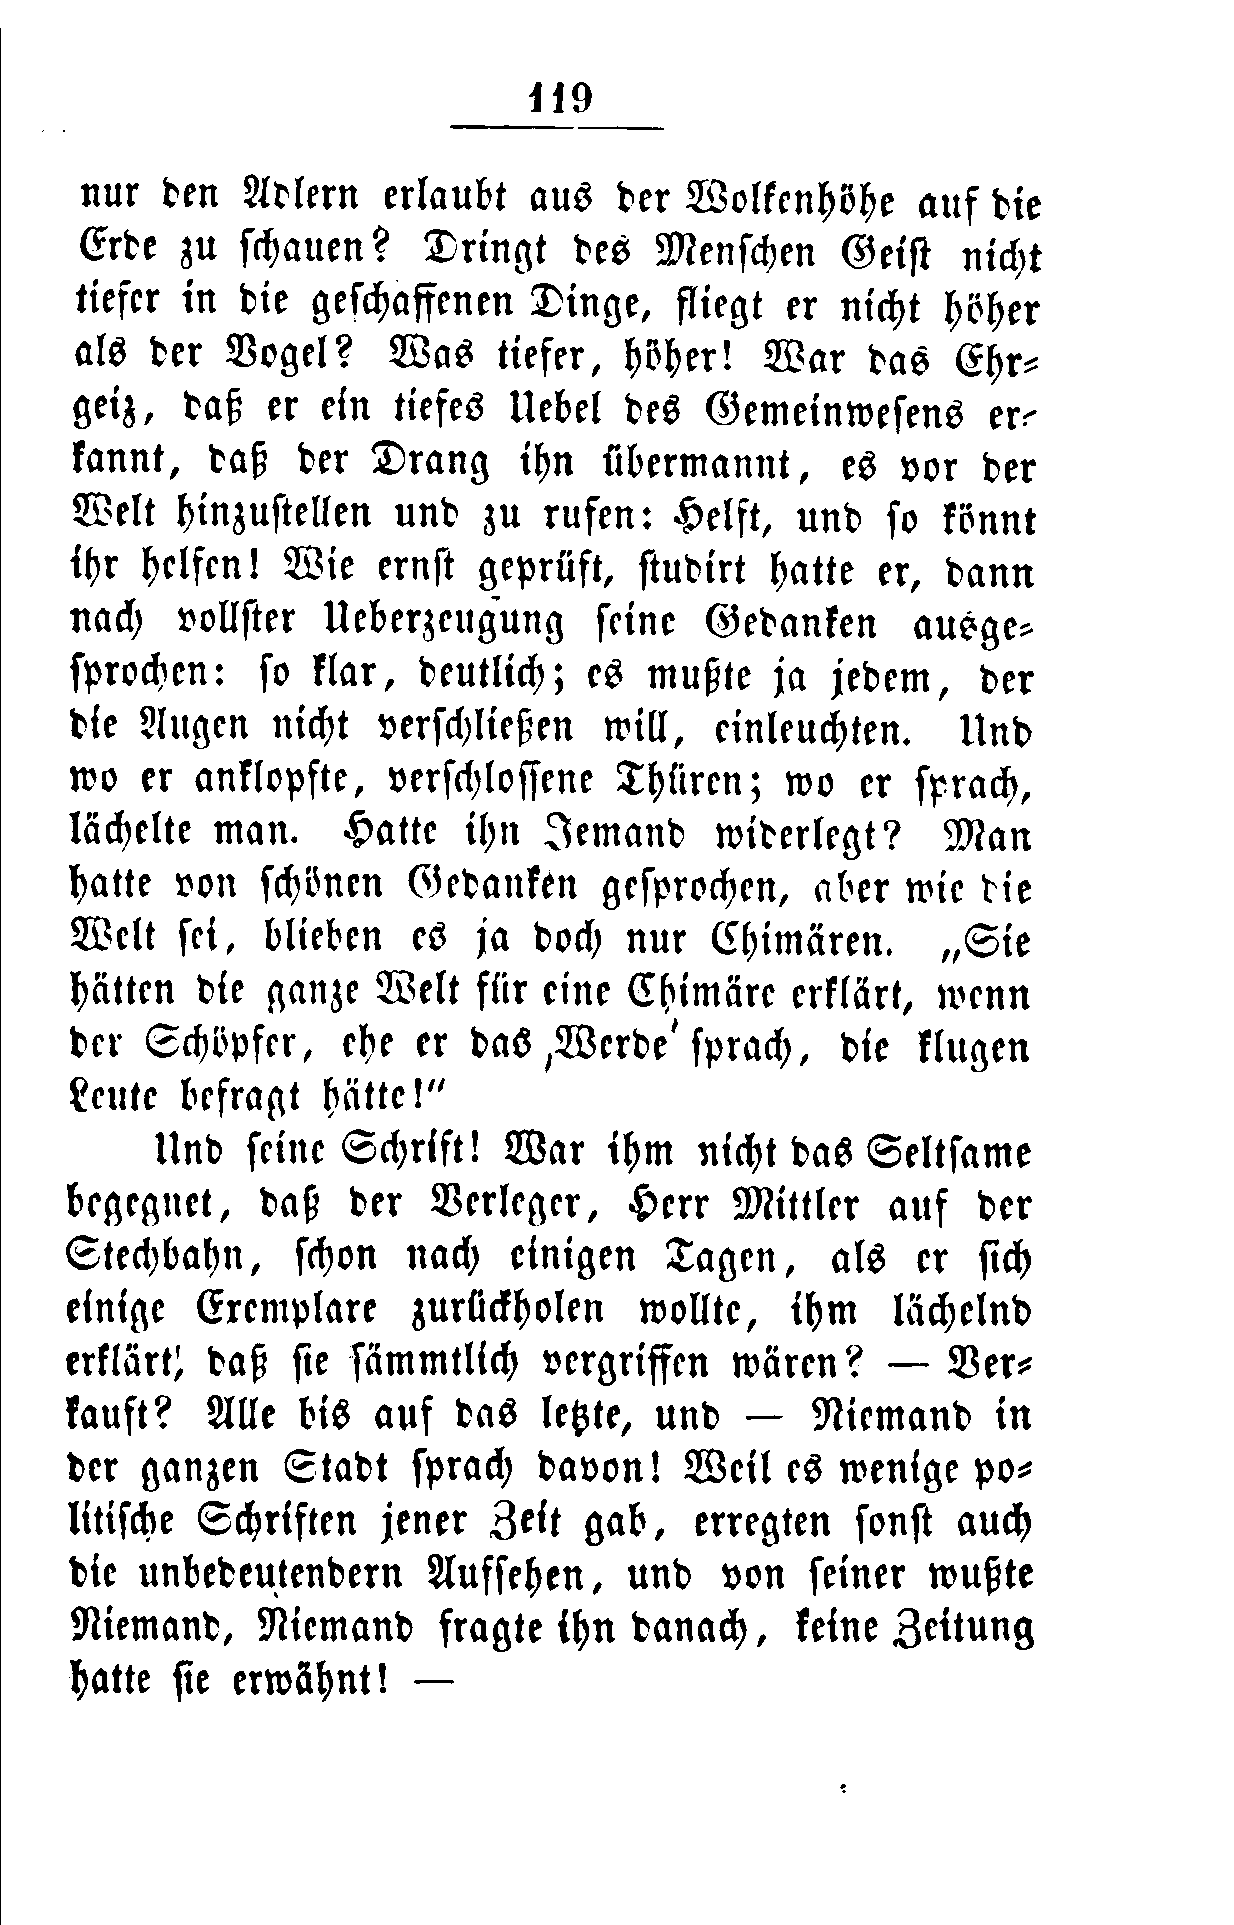 119
nur den Adlern erlaubt aus der Wolkenhöhe auf die
Erde zu schauen? Dringt des Menschen Geist nicht
tiefer in die geschaffenen Dinge, fliegt er nicht höher
als der Vogel? Was tiefer, höher! War das Ehr-
geiz, daß er ein tiefes Uebel des Gemeinwesens er-
kannt, daß der Drang ihn übermannt, es vor der
Welt hinzustellen und zu rufen: Helft, und so könnt
ihr helfen! Wie ernst geprüft, studirt hatte er, dann
nach vollster Ueberzeugung seine Gedanken ausge-
sprochen: so klar, deutlich; es mußte ja jedem, der
die Augen nicht verschließen will, einleuchten. Und
wo er anklopfte, verschlossene Thüren; wo er sprach,
lächelte man. Hatte ihn Jemand widerlegt? Man
hatte von schönen Gedanken gesprochen, aber wie die
Welt sei, blieben es ja doch nur Chimären. „Sie
hätten die ganze Welt für eine Chimäre erklärt, wenn
der Schöpfer, ehe er das ‚Werde‘ sprach, die klugen
Leute befragt hätte!“
Und seine Schrift! War ihm nicht das Seltsame
begegnet, daß der Verleger, Herr Mittler auf der
Stechbahn, schon nach einigen Tagen, als er sich
einige Exemplare zurückholen wollte, ihm lächelnd
erklärt, daß sie sämmtlich vergriffen wären? — Ver-
kauft? Alle bis auf das letzte, und — Niemand in
der ganzen Stadt sprach davon! Weil es wenige po-
litische Schriften jener Zeit gab, erregten sonst auch
die unbedeutendern Aufsehen, und von seiner wußte
Niemand, Niemand fragte ihn danach, keine Zeitung
hatte sie erwähnt! —